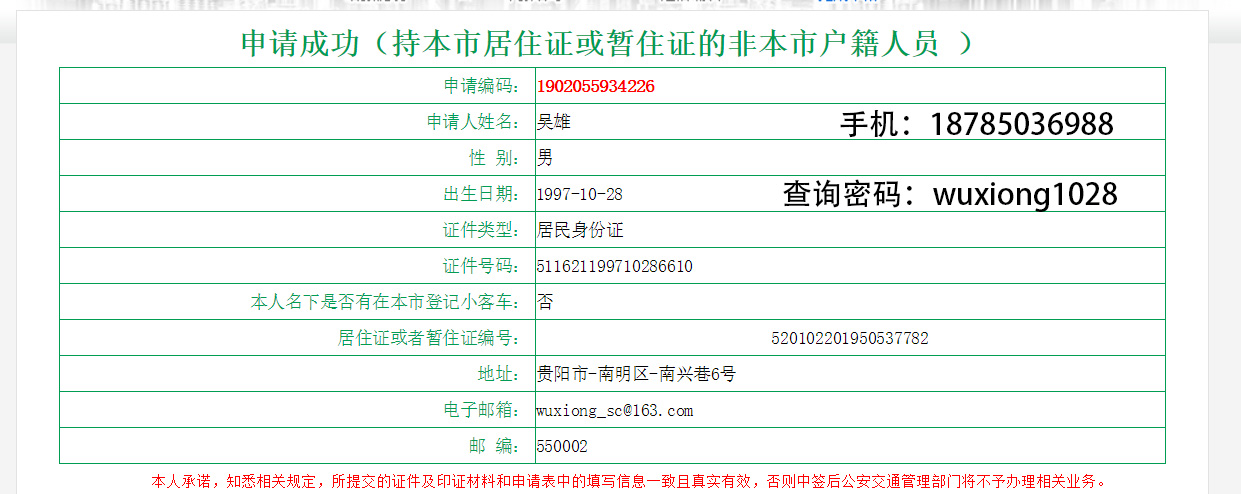 申请成功（持本市居住证或暂住证的非本市户籍人员 ）
申请编码： 1902055934226
申请人姓名： 吴雄
手机：18785036988
性 别： 男
出生日期： 1997-10-28
查询密码：wuxiong1028
证件类型： 居民身份证
证件号码： 511621199710286610
本人名下是否有在本市登记小客车： 否
居住证或者暂住证编号： 520102201950537782
地址： 贵阳市-南明区-南兴巷6号
电子邮箱： wuxiong_sc@163.com
邮 编： 550002
本人承诺，知悉相关规定，所提交的证件及印证材料和申请表中的填写信息一致且真实有效，否则中签后公安交通管理部门将不予办理相关业务。